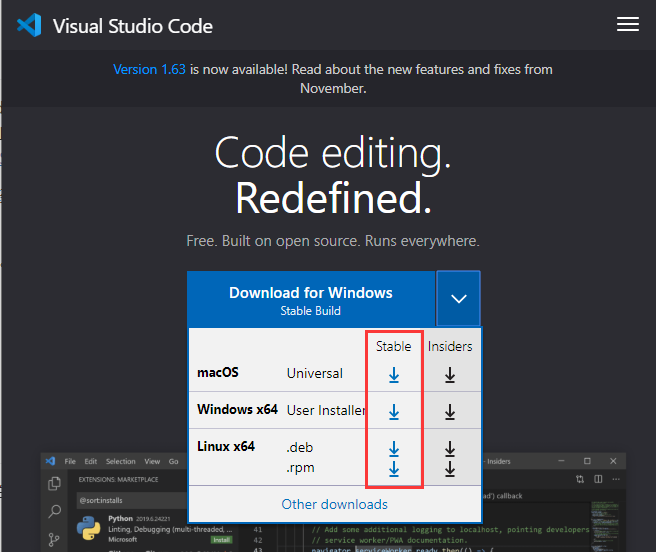 Visual Studio Code
Version 1.63 is now available! Read about the new features and fixes from
November.
Code editing.
Redefined.
Free. Built on open source. Runs everywhere.
Download for Windows
Stable Build
Stable Insiders
macOS Universal
Windows x64 User Installer
Linux x64 .deb
.rpm
Other downloads
File Edit Selection View Go - Insiders
EXTENSIONS: MARKETPLACE
@sort:installs
') callback
Python 2019.6.24221
Linting, Debugging (multi-threaded, ...
Microsoft Install
41
42 // Add some additional logging to localhost, pointing developers
43 // service worker/PWA documentation.
44 navigator.serviceWorker.ready.then(() => {